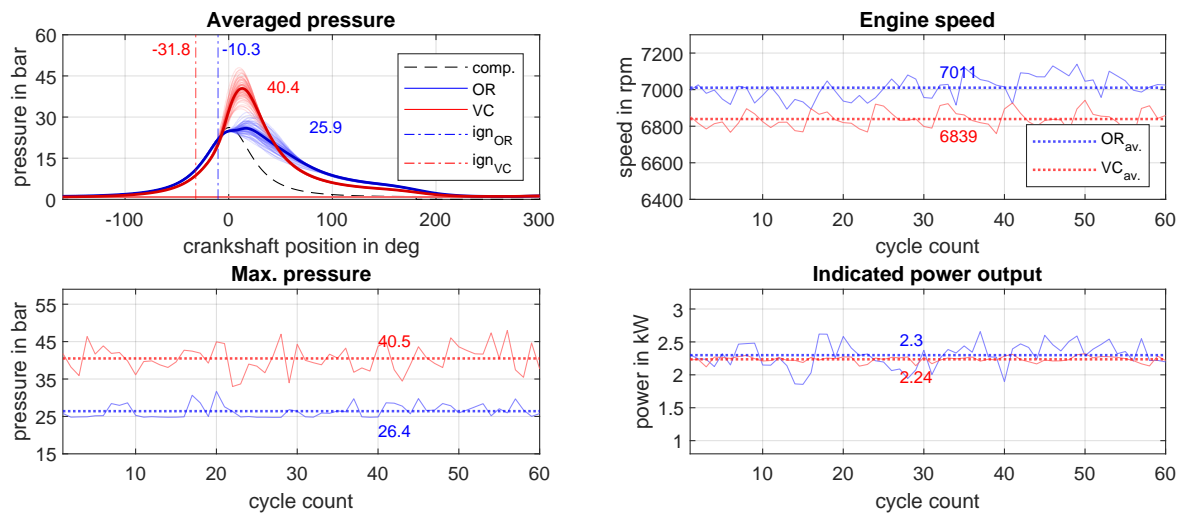 Averaged pressure
pressure in bar
60
45
30
15
0
-31.8
-10.3
40.4
25.9
comp.
OR
VC
ign_OR
ign_VC
-100
0
100
200
300
crankshaft position in deg
Engine speed
speed in rpm
7200
7000
6800
6600
6400
7011
6839
OR_av.
VC_av.
10
20
30
40
50
60
cycle count
Max. pressure
pressure in bar
55
45
35
25
15
40.5
26.4
10
20
30
40
50
60
cycle count
Indicated power output
power in kW
3
2.5
2
1.5
1
2.3
2.24
10
20
30
40
50
60
cycle count